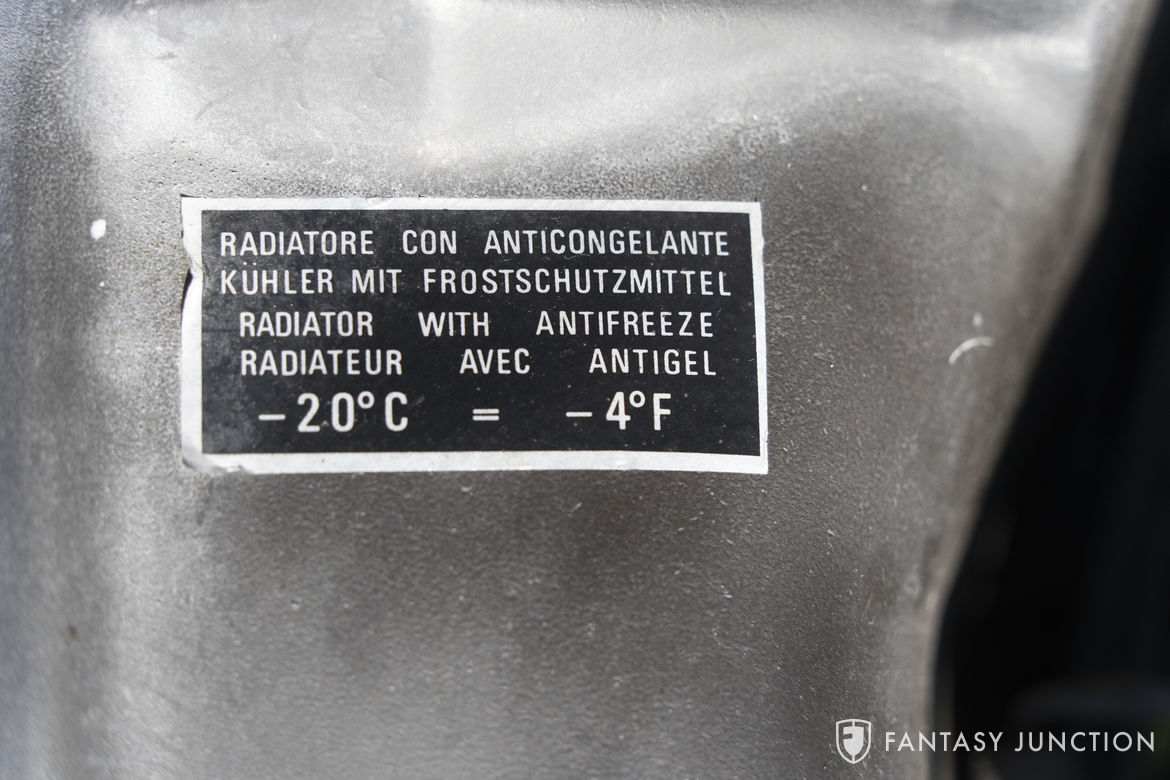 RADIATORE CON ANTICONGELANTE
KÜHLER MIT FROSTSCHUTZMITTEL
RADIATOR WITH ANTIFREEZE
RADIATEUR AVEC ANTIGEL
-20°C = -4°F
FANTASY JUNCTION